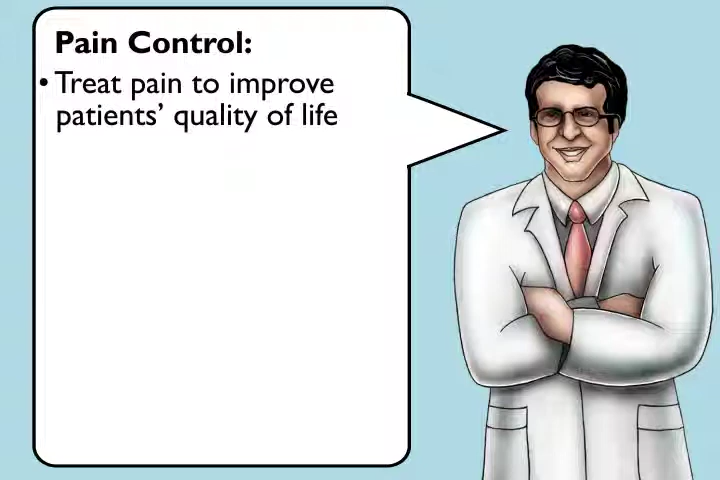 Pain Control:
• Treat pain to improve
patients’ quality of life